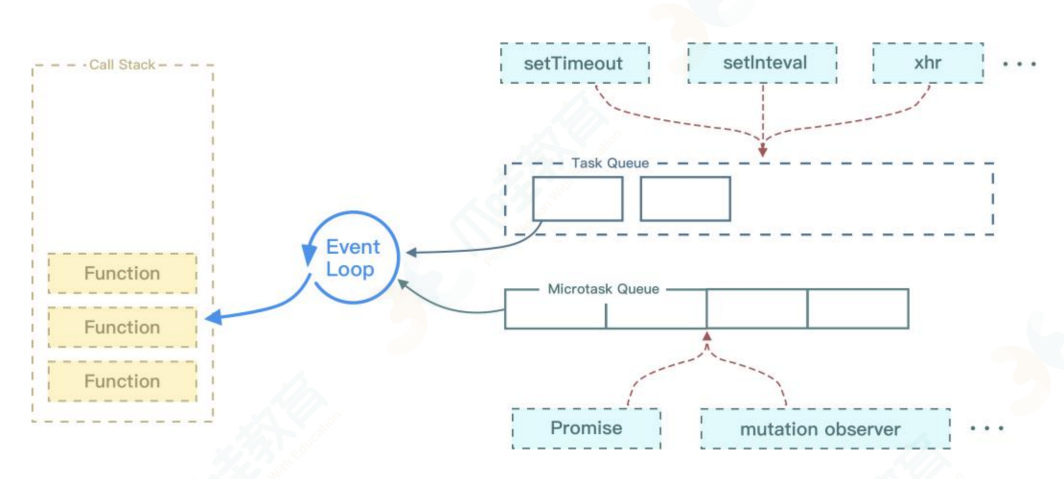 Call Stack
setTimeout
setInteval
xhr
Task Queue
Event
Loop
Function
Microtask Queue
Function
Function
Promise
mutation observer